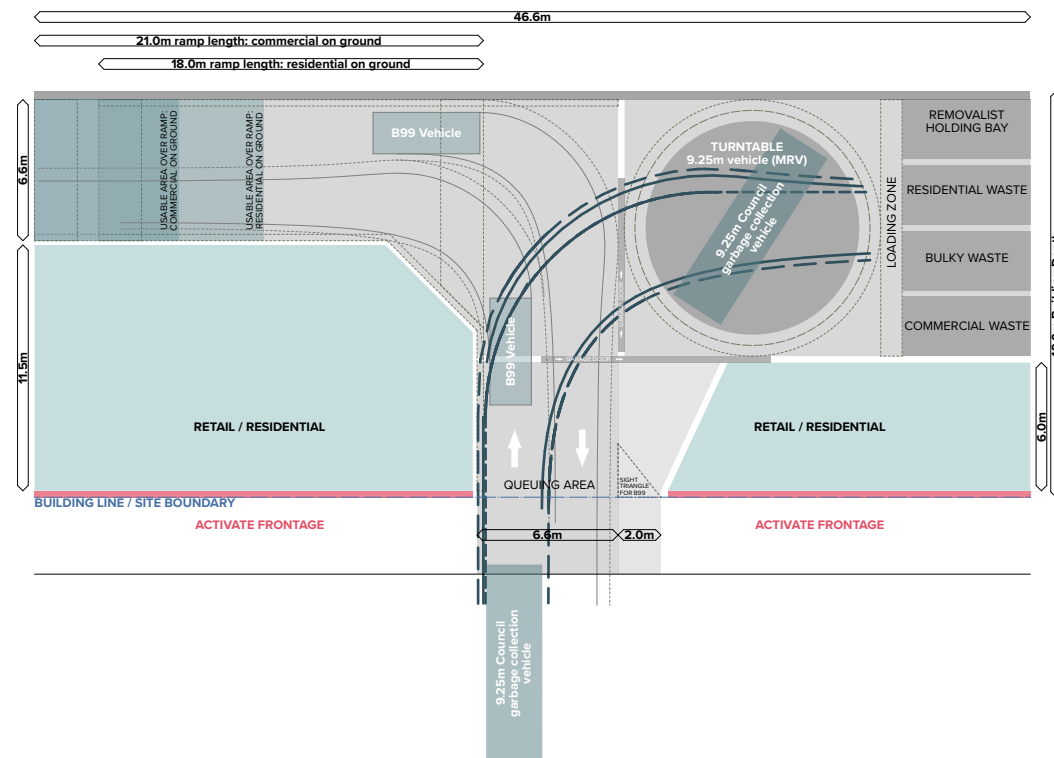 46.6m
21.0m ramp length: commercial on ground
18.0m ramp length: residential on ground
6.6m
USABLE AREA OVER RAMP:
COMMERCIAL ON GROUND
USABLE AREA OVER RAMP:
RESIDENTIAL ON GROUND
B99 Vehicle
TURNTABLE
9.25m vehicle (MRV)
9.25m Council
garbage collection
vehicle
LOADING ZONE
REMOVALIST
HOLDING BAY
RESIDENTIAL WASTE
BULKY WASTE
COMMERCIAL WASTE
B99 Vehicle
GARAGE DOOR
11.5m
RETAIL / RESIDENTIAL
RETAIL / RESIDENTIAL
6.0m
QUEUING AREA
SIGHT
TRIANGLE
FOR B99
BUILDING LINE / SITE BOUNDARY
ACTIVATE FRONTAGE
ACTIVATE FRONTAGE
6.6m
2.0m
9.25m Council
garbage collection
vehicle